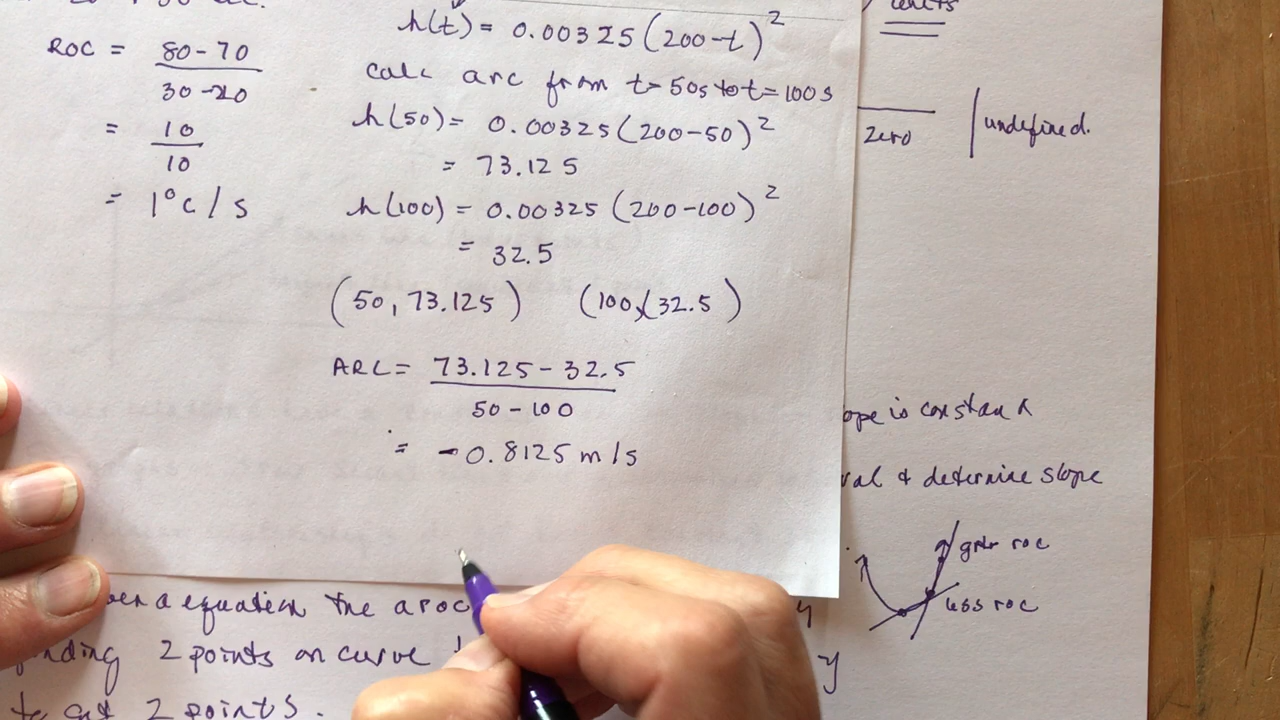 ROC = 80-70
30-20
= 10
10
= 1°C/s
h(t) = 0.00325(200-t)²
calc arc from t=50s to t=100s
h(50) = 0.00325(200-50)²
= 73.125
h(100) = 0.00325(200-100)²
= 32.5
(50, 73.125) (100,(32.5)
ARC = 73.125-32.5
50-100
= -0.8125 m/s
units
zero
undefined.
ope is constant
val & determine slope
grtr roc
less roc
en a equation the aroc
finding 2 points on curve
to get 2 points.